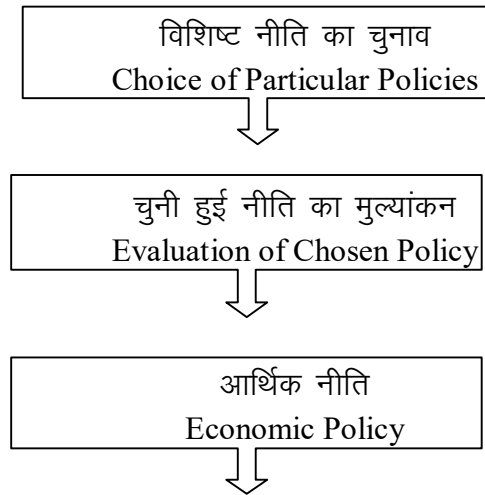 विशिष्ट नीति का चुनाव
Choice of Particular Policies
चुनी हुई नीति का मुल्यांकन
Evaluation of Chosen Policy
आर्थिक नीति
Economic Policy